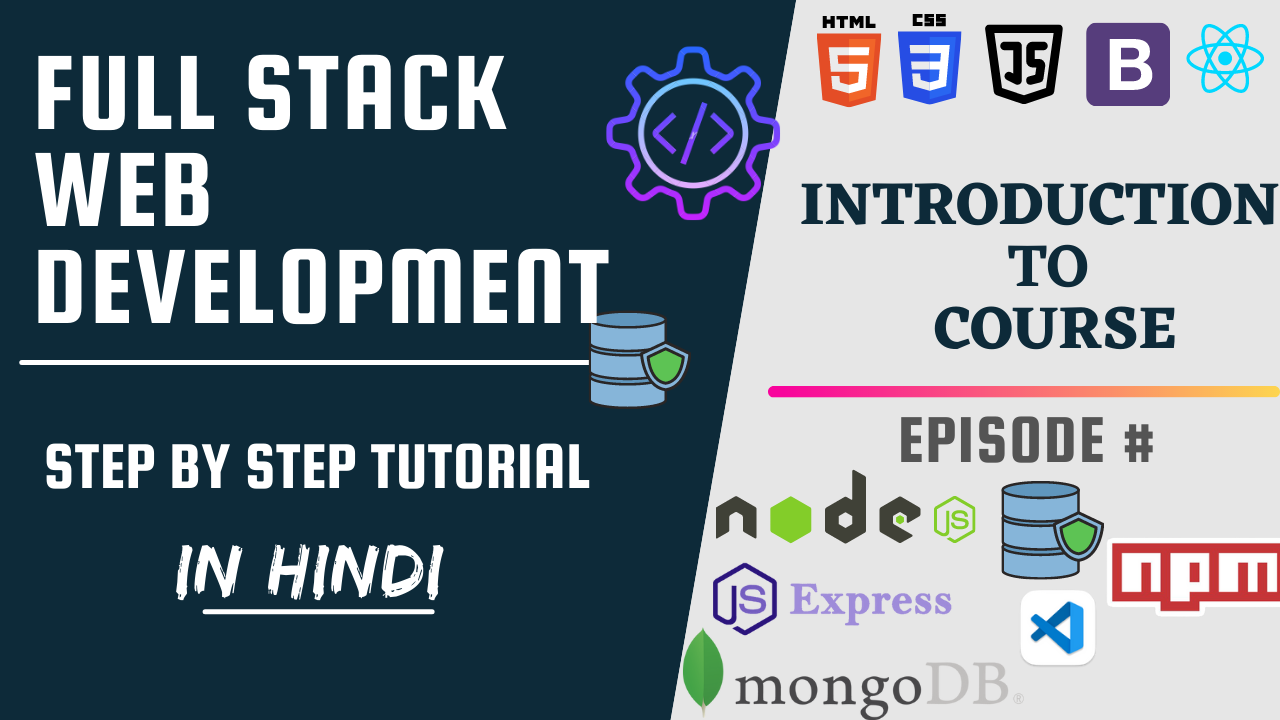 FULL STACK
WEB
DEVELOPMENT
STEP BY STEP TUTORIAL
IN HINDI
HTML
5
CSS
3
JS
B
</>
INTRODUCTION
TO
COURSE
EPISODE #
node
JS
npm
JS Express
mongoDB®